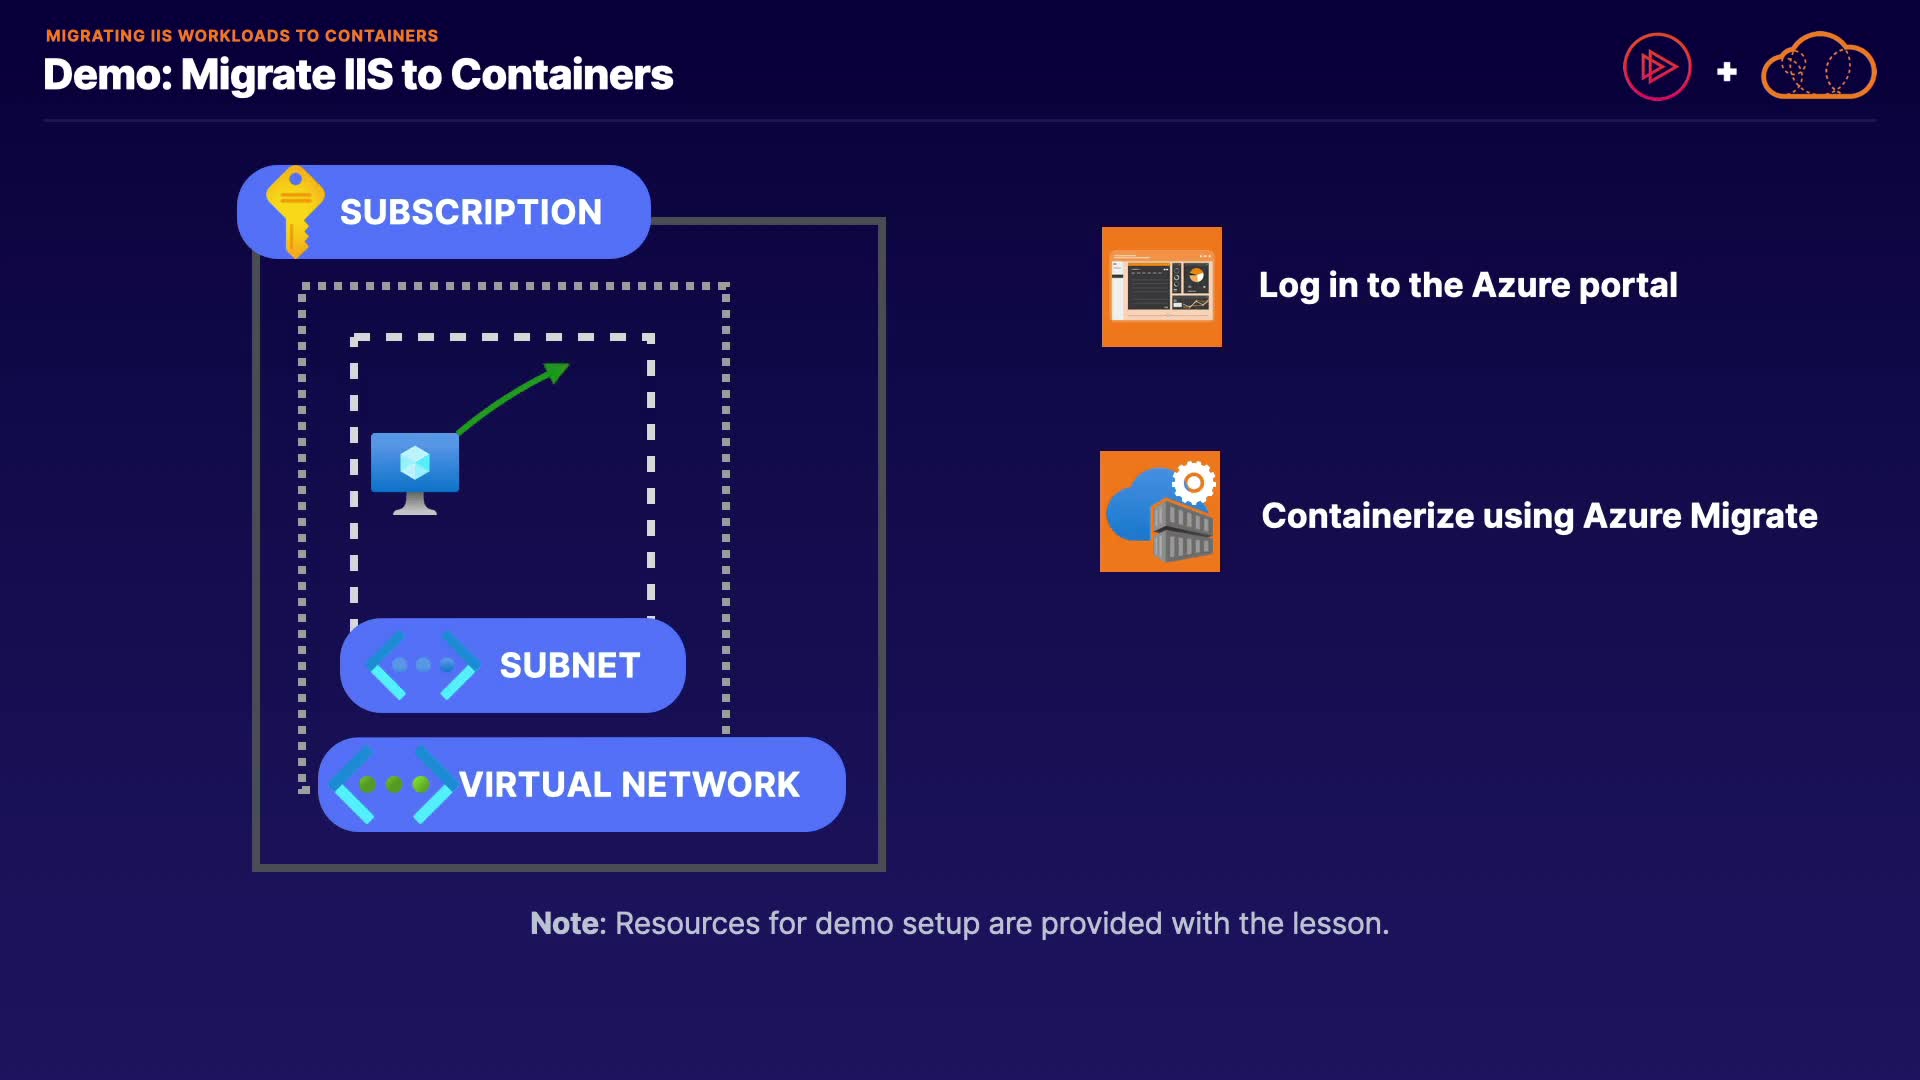 MIGRATING IIS WORKLOADS TO CONTAINERS
Demo: Migrate IIS to Containers
SUBSCRIPTION
Log in to the Azure portal
Containerize using Azure Migrate
SUBNET
VIRTUAL NETWORK
Note: Resources for demo setup are provided with the lesson.